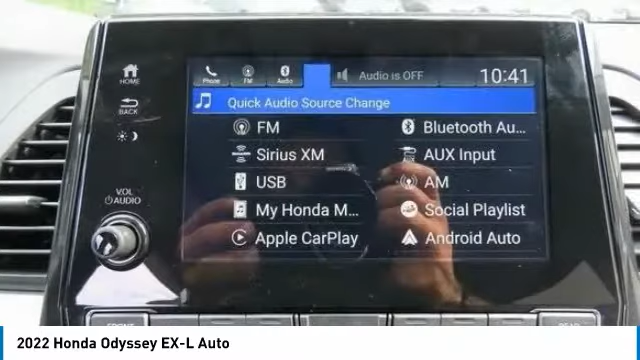 HOME
BACK
VOL
AUDIO
Phone
FM
Audio
Audio is OFF
10:41
Quick Audio Source Change
FM
Bluetooth Au...
Sirius XM
AUX Input
USB
AM
My Honda M...
Social Playlist
Apple CarPlay
Android Auto
2022 Honda Odyssey EX-L Auto